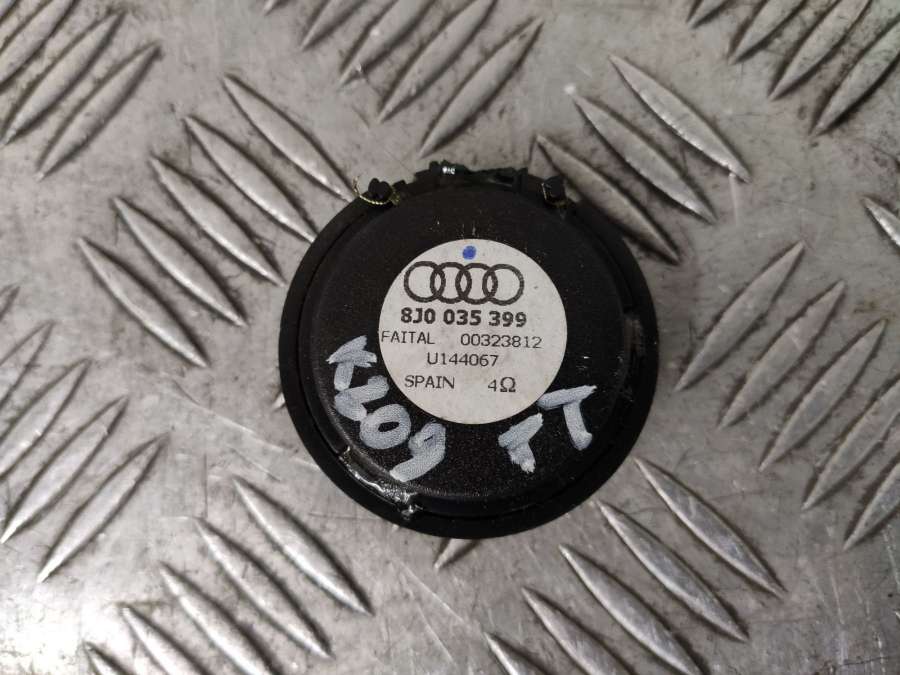 8J0 035 399
FAITAL 00323812
U144067
SPAIN 4Ω
K209
TT